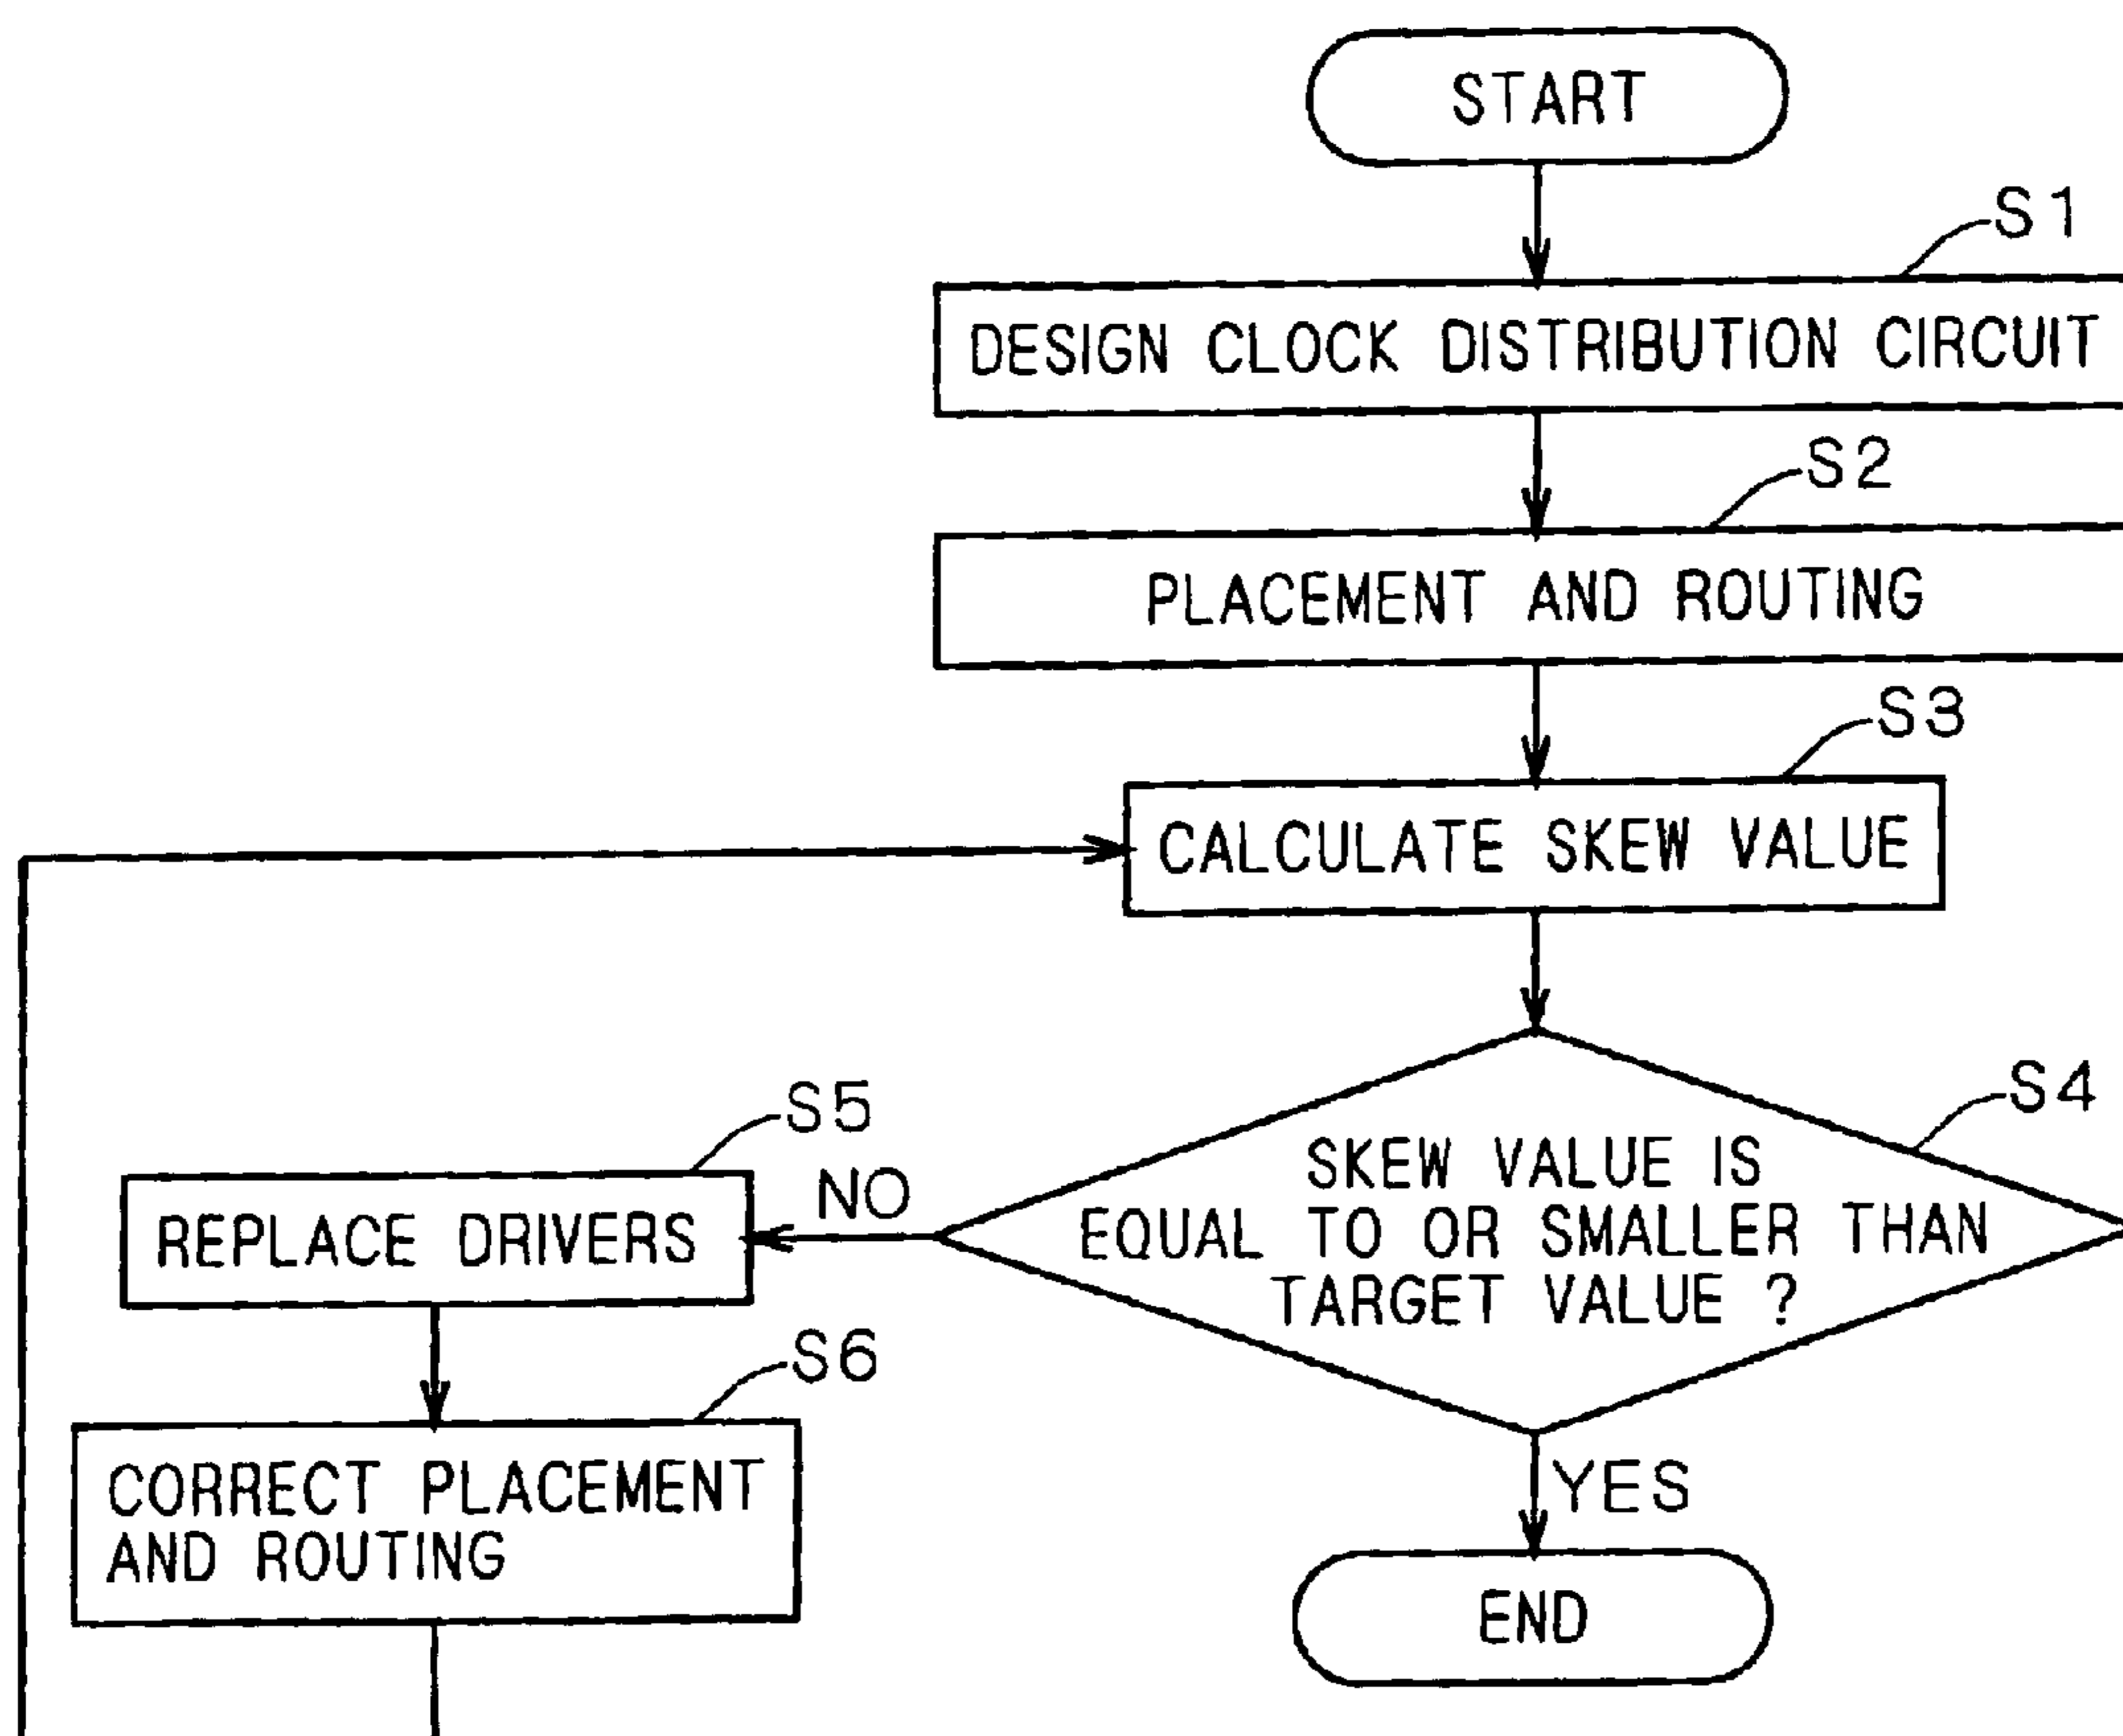 START
S1
DESIGN CLOCK DISTRIBUTION CIRCUIT
S2
PLACEMENT AND ROUTING
S3
CALCULATE SKEW VALUE
S4
SKEW VALUE IS
EQUAL TO OR SMALLER THAN
TARGET VALUE ?
NO
S5
REPLACE DRIVERS
S6
CORRECT PLACEMENT
AND ROUTING
YES
END